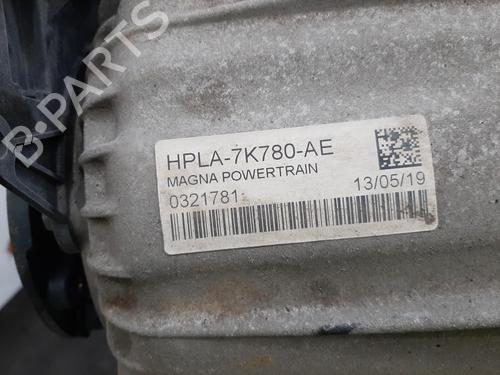 HPLA-7K780-AE
MAGNA POWERTRAIN
0321781
13/05/19
B-PARTS